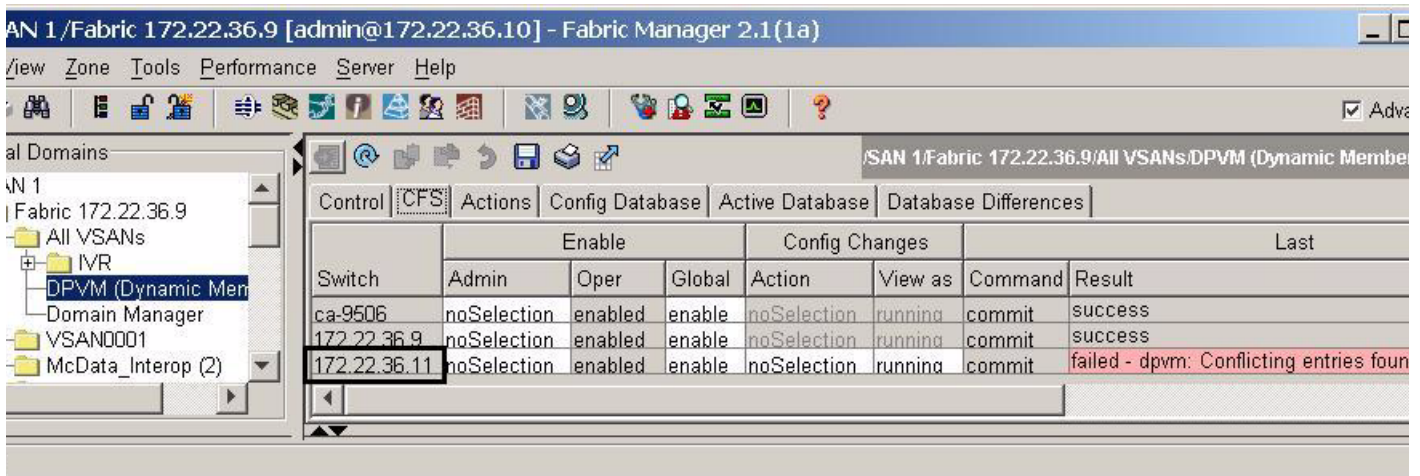 AN 1/Fabric 172.22.36.9 [admin@172.22.36.10] - Fabric Manager 2.1(1a)
View Zone Tools Performance Server Help
Adva
al Domains
/SAN 1/Fabric 172.22.36.9/All VSANs/DPVM (Dynamic Member
AN 1
Fabric 172.22.36.9
All VSANs
IVR
DPVM (Dynamic Mem
Domain Manager
VSAN0001
McData_Interop (2)
Control CFS Actions Config Database Active Database Database Differences
Enable Config Changes Last
Switch Admin Oper Global Action View as Command Result
ca-9506 noSelection enabled enable noSelection running commit success
172.22.36.9 noSelection enabled enable noSelection running commit success
172.22.36.11 noSelection enabled enable noSelection running commit failed - dpvm: Conflicting entries foun